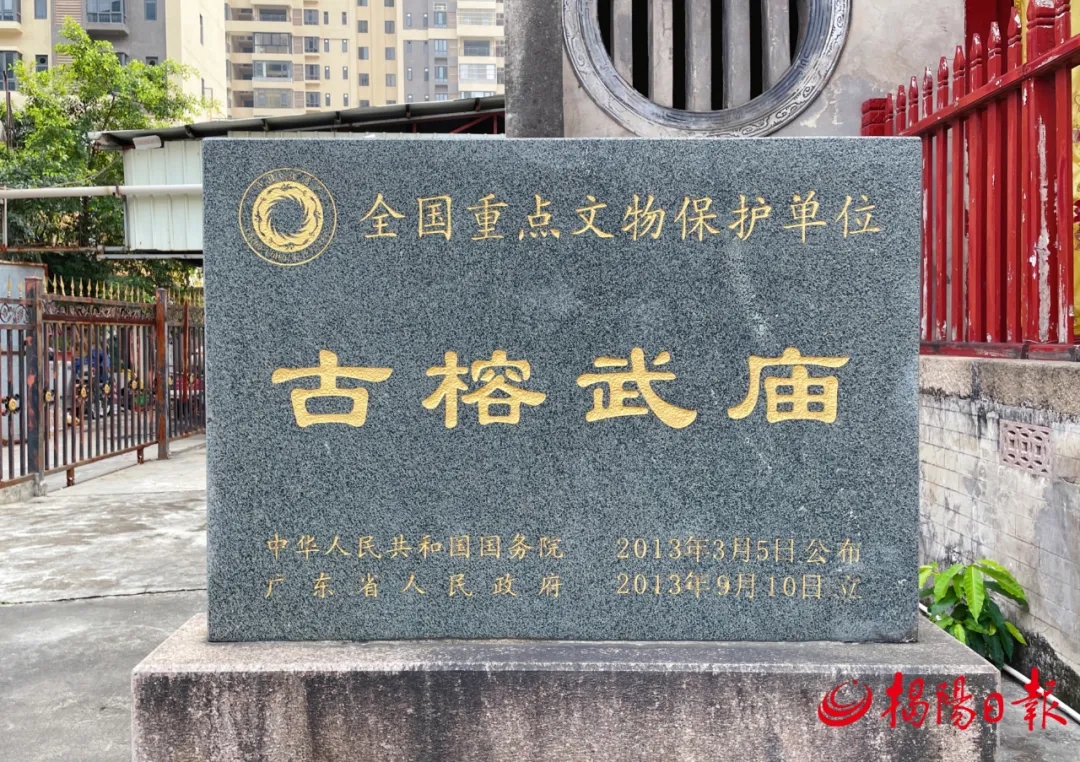 全国重点文物保护单位
古榕武庙
中华人民共和国国务院 2013年3月5日公布
广东省人民政府 2013年9月10日立
揭陽日報